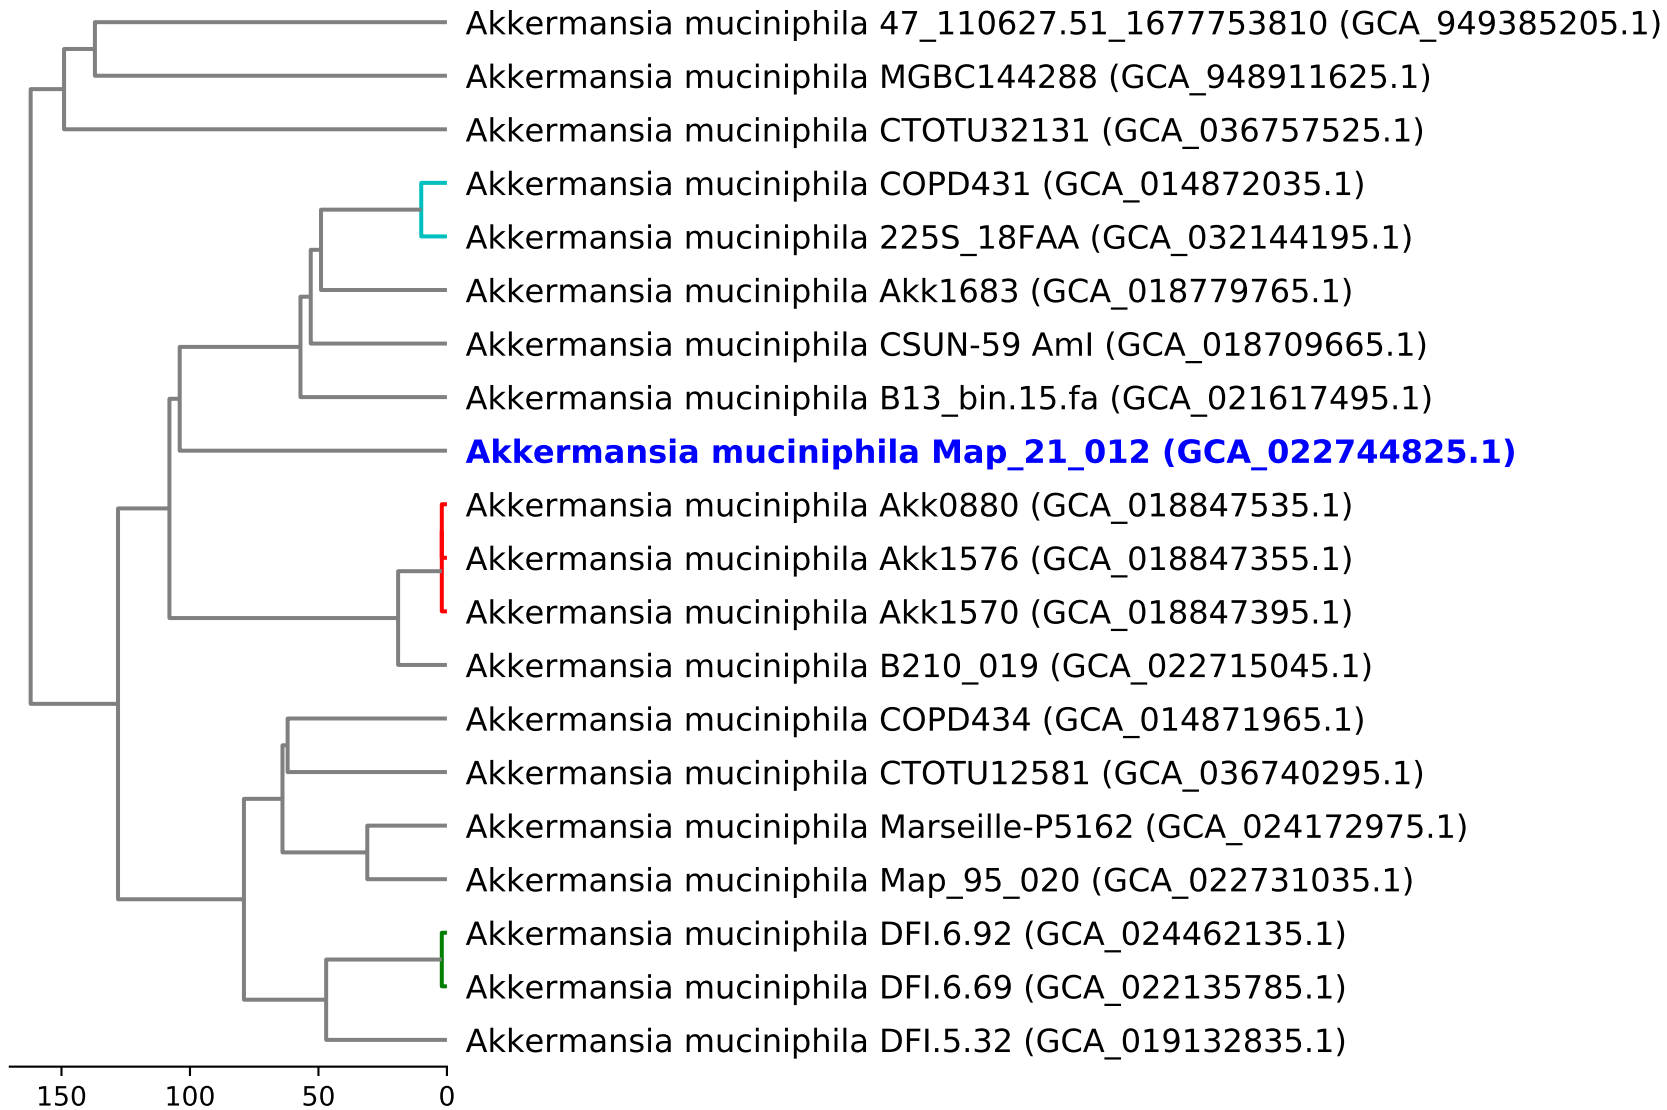 Akkermansia muciniphila 47_110627.51_1677753810 (GCA_949385205.1)
Akkermansia muciniphila MGBC144288 (GCA_948911625.1)
Akkermansia muciniphila CTOTU32131 (GCA_036757525.1)
Akkermansia muciniphila COPD431 (GCA_014872035.1)
Akkermansia muciniphila 225S_18FAA (GCA_032144195.1)
Akkermansia muciniphila Akk1683 (GCA_018779765.1)
Akkermansia muciniphila CSUN-59 AmI (GCA_018709665.1)
Akkermansia muciniphila B13_bin.15.fa (GCA_021617495.1)
Akkermansia muciniphila Map_21_012 (GCA_022744825.1)
Akkermansia muciniphila Akk0880 (GCA_018847535.1)
Akkermansia muciniphila Akk1576 (GCA_018847355.1)
Akkermansia muciniphila Akk1570 (GCA_018847395.1)
Akkermansia muciniphila B210_019 (GCA_022715045.1)
Akkermansia muciniphila COPD434 (GCA_014871965.1)
Akkermansia muciniphila CTOTU12581 (GCA_036740295.1)
Akkermansia muciniphila Marseille-P5162 (GCA_024172975.1)
Akkermansia muciniphila Map_95_020 (GCA_022731035.1)
Akkermansia muciniphila DFI.6.92 (GCA_024462135.1)
Akkermansia muciniphila DFI.6.69 (GCA_022135785.1)
Akkermansia muciniphila DFI.5.32 (GCA_019132835.1)
150 100 50 0